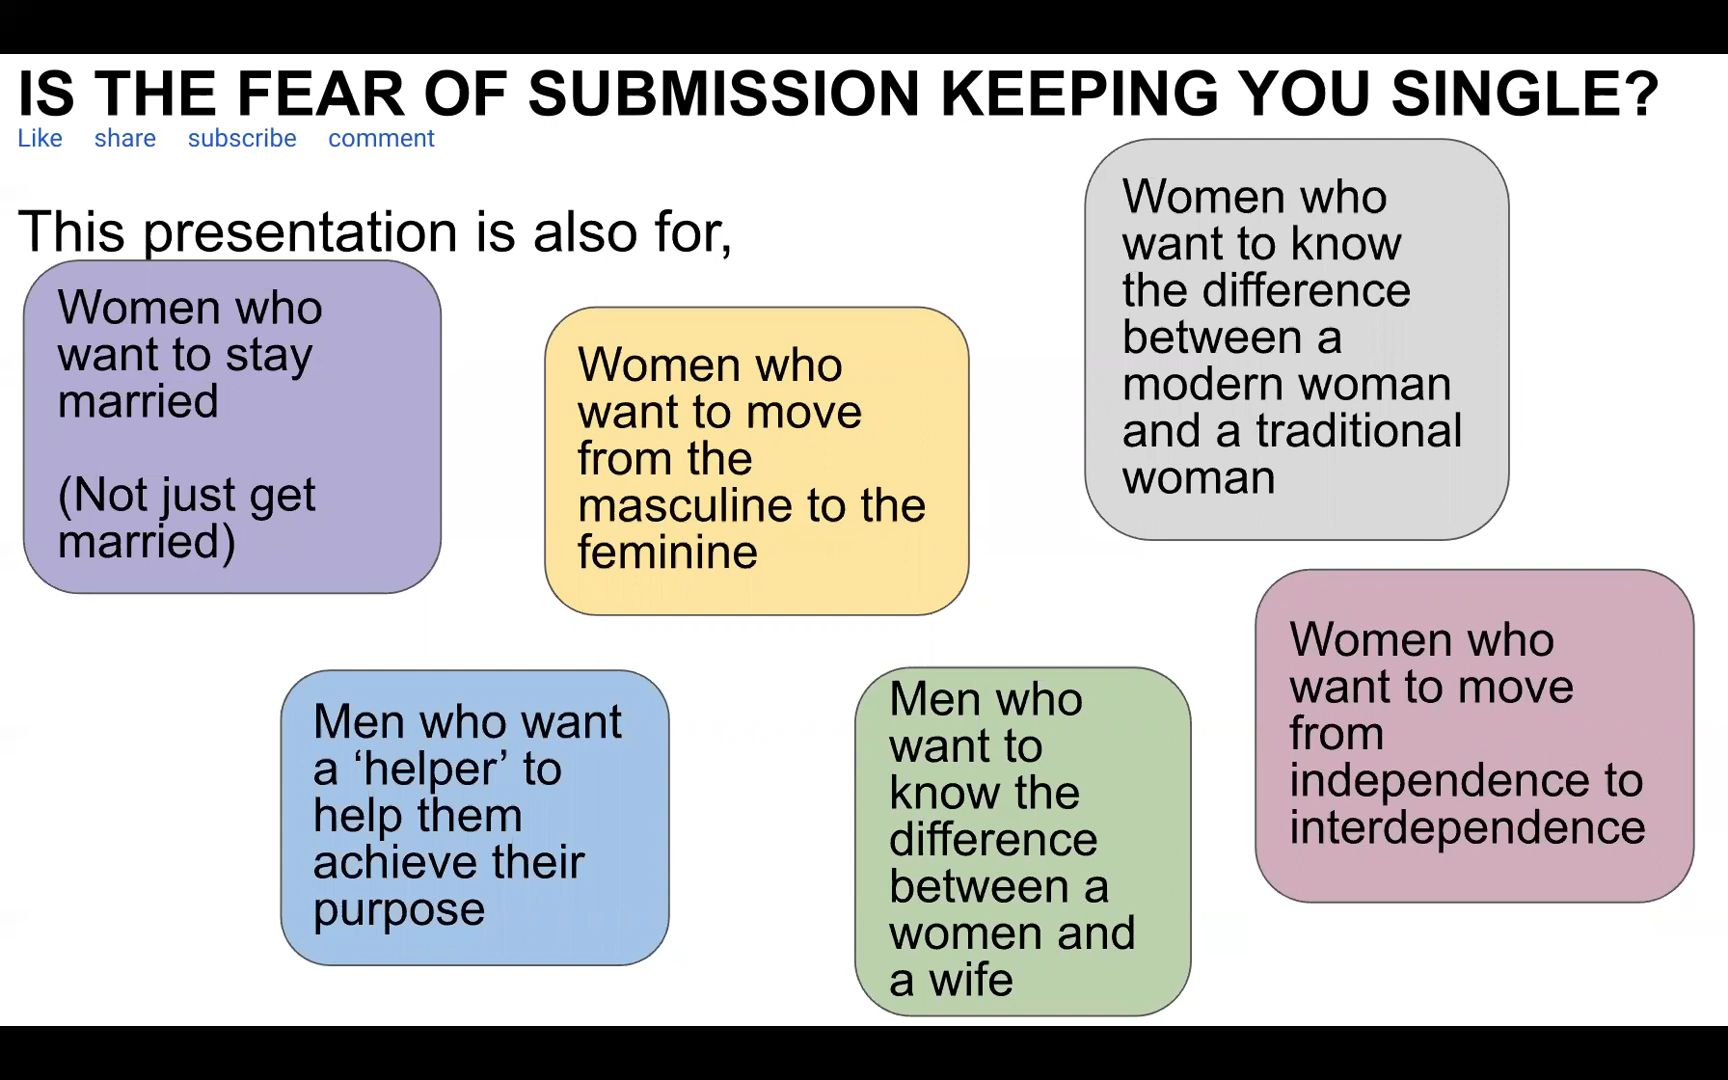 IS THE FEAR OF SUBMISSION KEEPING YOU SINGLE?
Like share subscribe comment
This presentation is also for,
Women who
want to stay
married
(Not just get
married)
Women who
want to move
from the
masculine to the
feminine
Women who
want to know
the difference
between a
modern woman
and a traditional
woman
Men who want
a ‘helper’ to
help them
achieve their
purpose
Men who
want to
know the
difference
between a
women and
a wife
Women who
want to move
from
independence to
interdependence